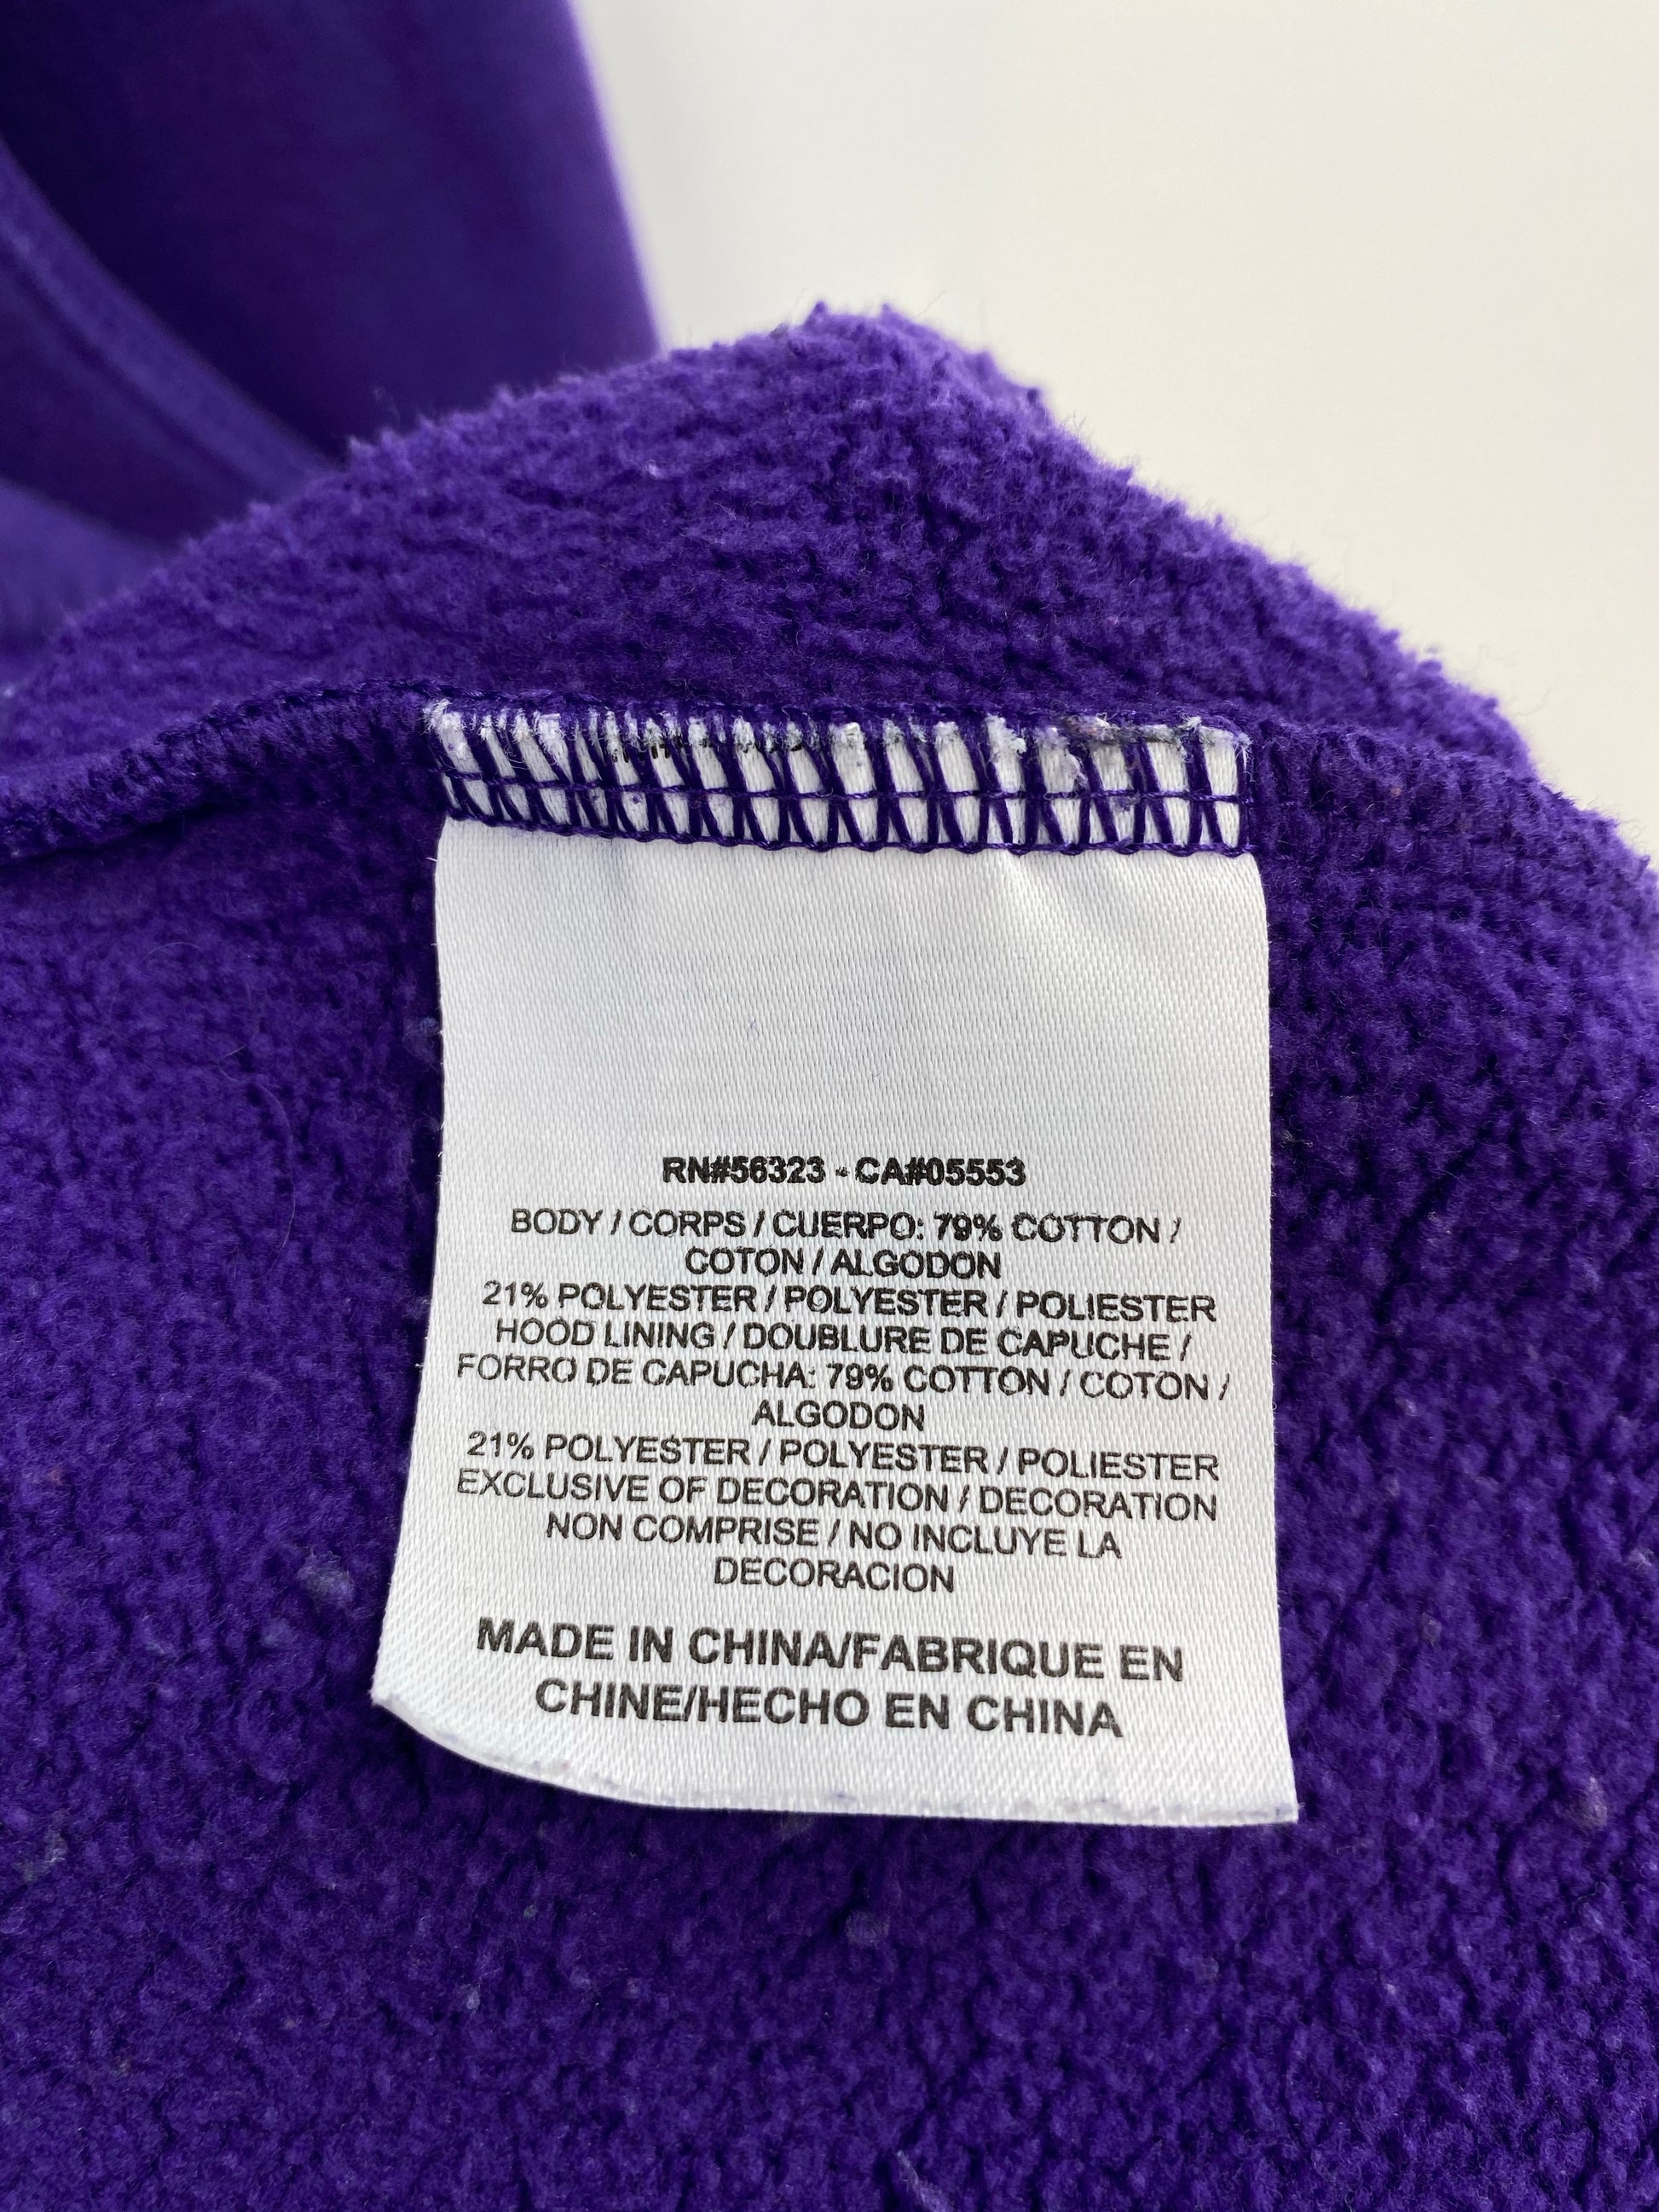 RN#56323 - CA#05553
BODY / CORPS / CUERPO: 79% COTTON /
COTON / ALGODON
21% POLYESTER / POLYESTER / POLIESTER
HOOD LINING / DOUBLURE DE CAPUCHE /
FORRO DE CAPUCHA: 79% COTTON / COTON /
ALGODON
21% POLYESTER / POLYESTER / POLIESTER
EXCLUSIVE OF DECORATION / DECORATION
NON COMPRISE / NO INCLUYE LA
DECORACION
MADE IN CHINA/FABRIQUE EN
CHINE/HECHO EN CHINA